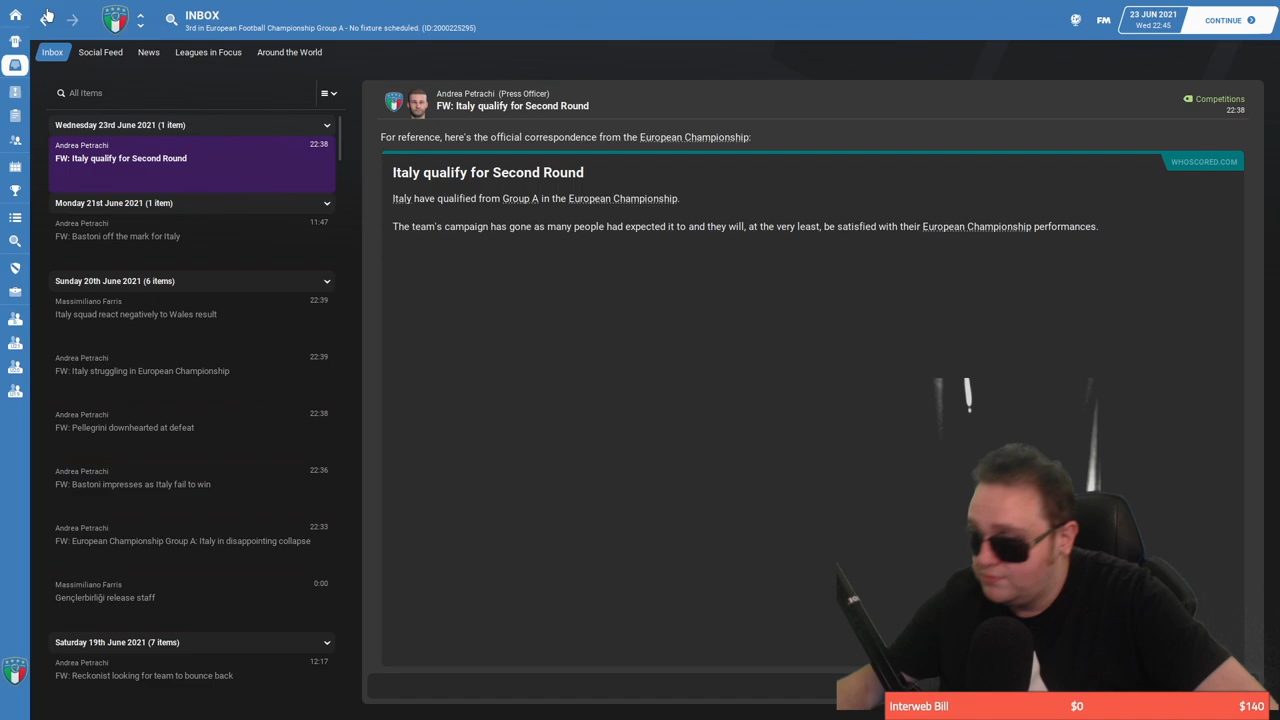 INBOX
3rd in European Football Championship Group A - No fixture scheduled. (ID:2000225295)
FM
23 JUN 2021
Wed 22:45
CONTINUE
Inbox
Social Feed
News
Leagues in Focus
Around the World
All Items
Wednesday 23rd June 2021 (1 item)
Andrea Petrachi
22:38
FW: Italy qualify for Second Round
Monday 21st June 2021 (1 item)
Andrea Petrachi
11:47
FW: Bastoni off the mark for Italy
Sunday 20th June 2021 (6 items)
Massimiliano Farris
22:39
Italy squad react negatively to Wales result
Andrea Petrachi
22:39
FW: Italy struggling in European Championship
Andrea Petrachi
22:38
FW: Pellegrini downhearted at defeat
Andrea Petrachi
22:36
FW: Bastoni impresses as Italy fail to win
Andrea Petrachi
22:33
FW: European Championship Group A: Italy in disappointing collapse
Massimiliano Farris
0:00
Gençlerbirliği release staff
Saturday 19th June 2021 (7 items)
Andrea Petrachi
12:17
FW: Reckonist looking for team to bounce back
Andrea Petrachi (Press Officer)
FW: Italy qualify for Second Round
Competitions
22:38
For reference, here's the official correspondence from the European Championship:
WHOSCORED.COM
Italy qualify for Second Round
Italy have qualified from Group A in the European Championship.
The team's campaign has gone as many people had expected it to and they will, at the very least, be satisfied with their European Championship performances.
Interweb Bill
$0
$140